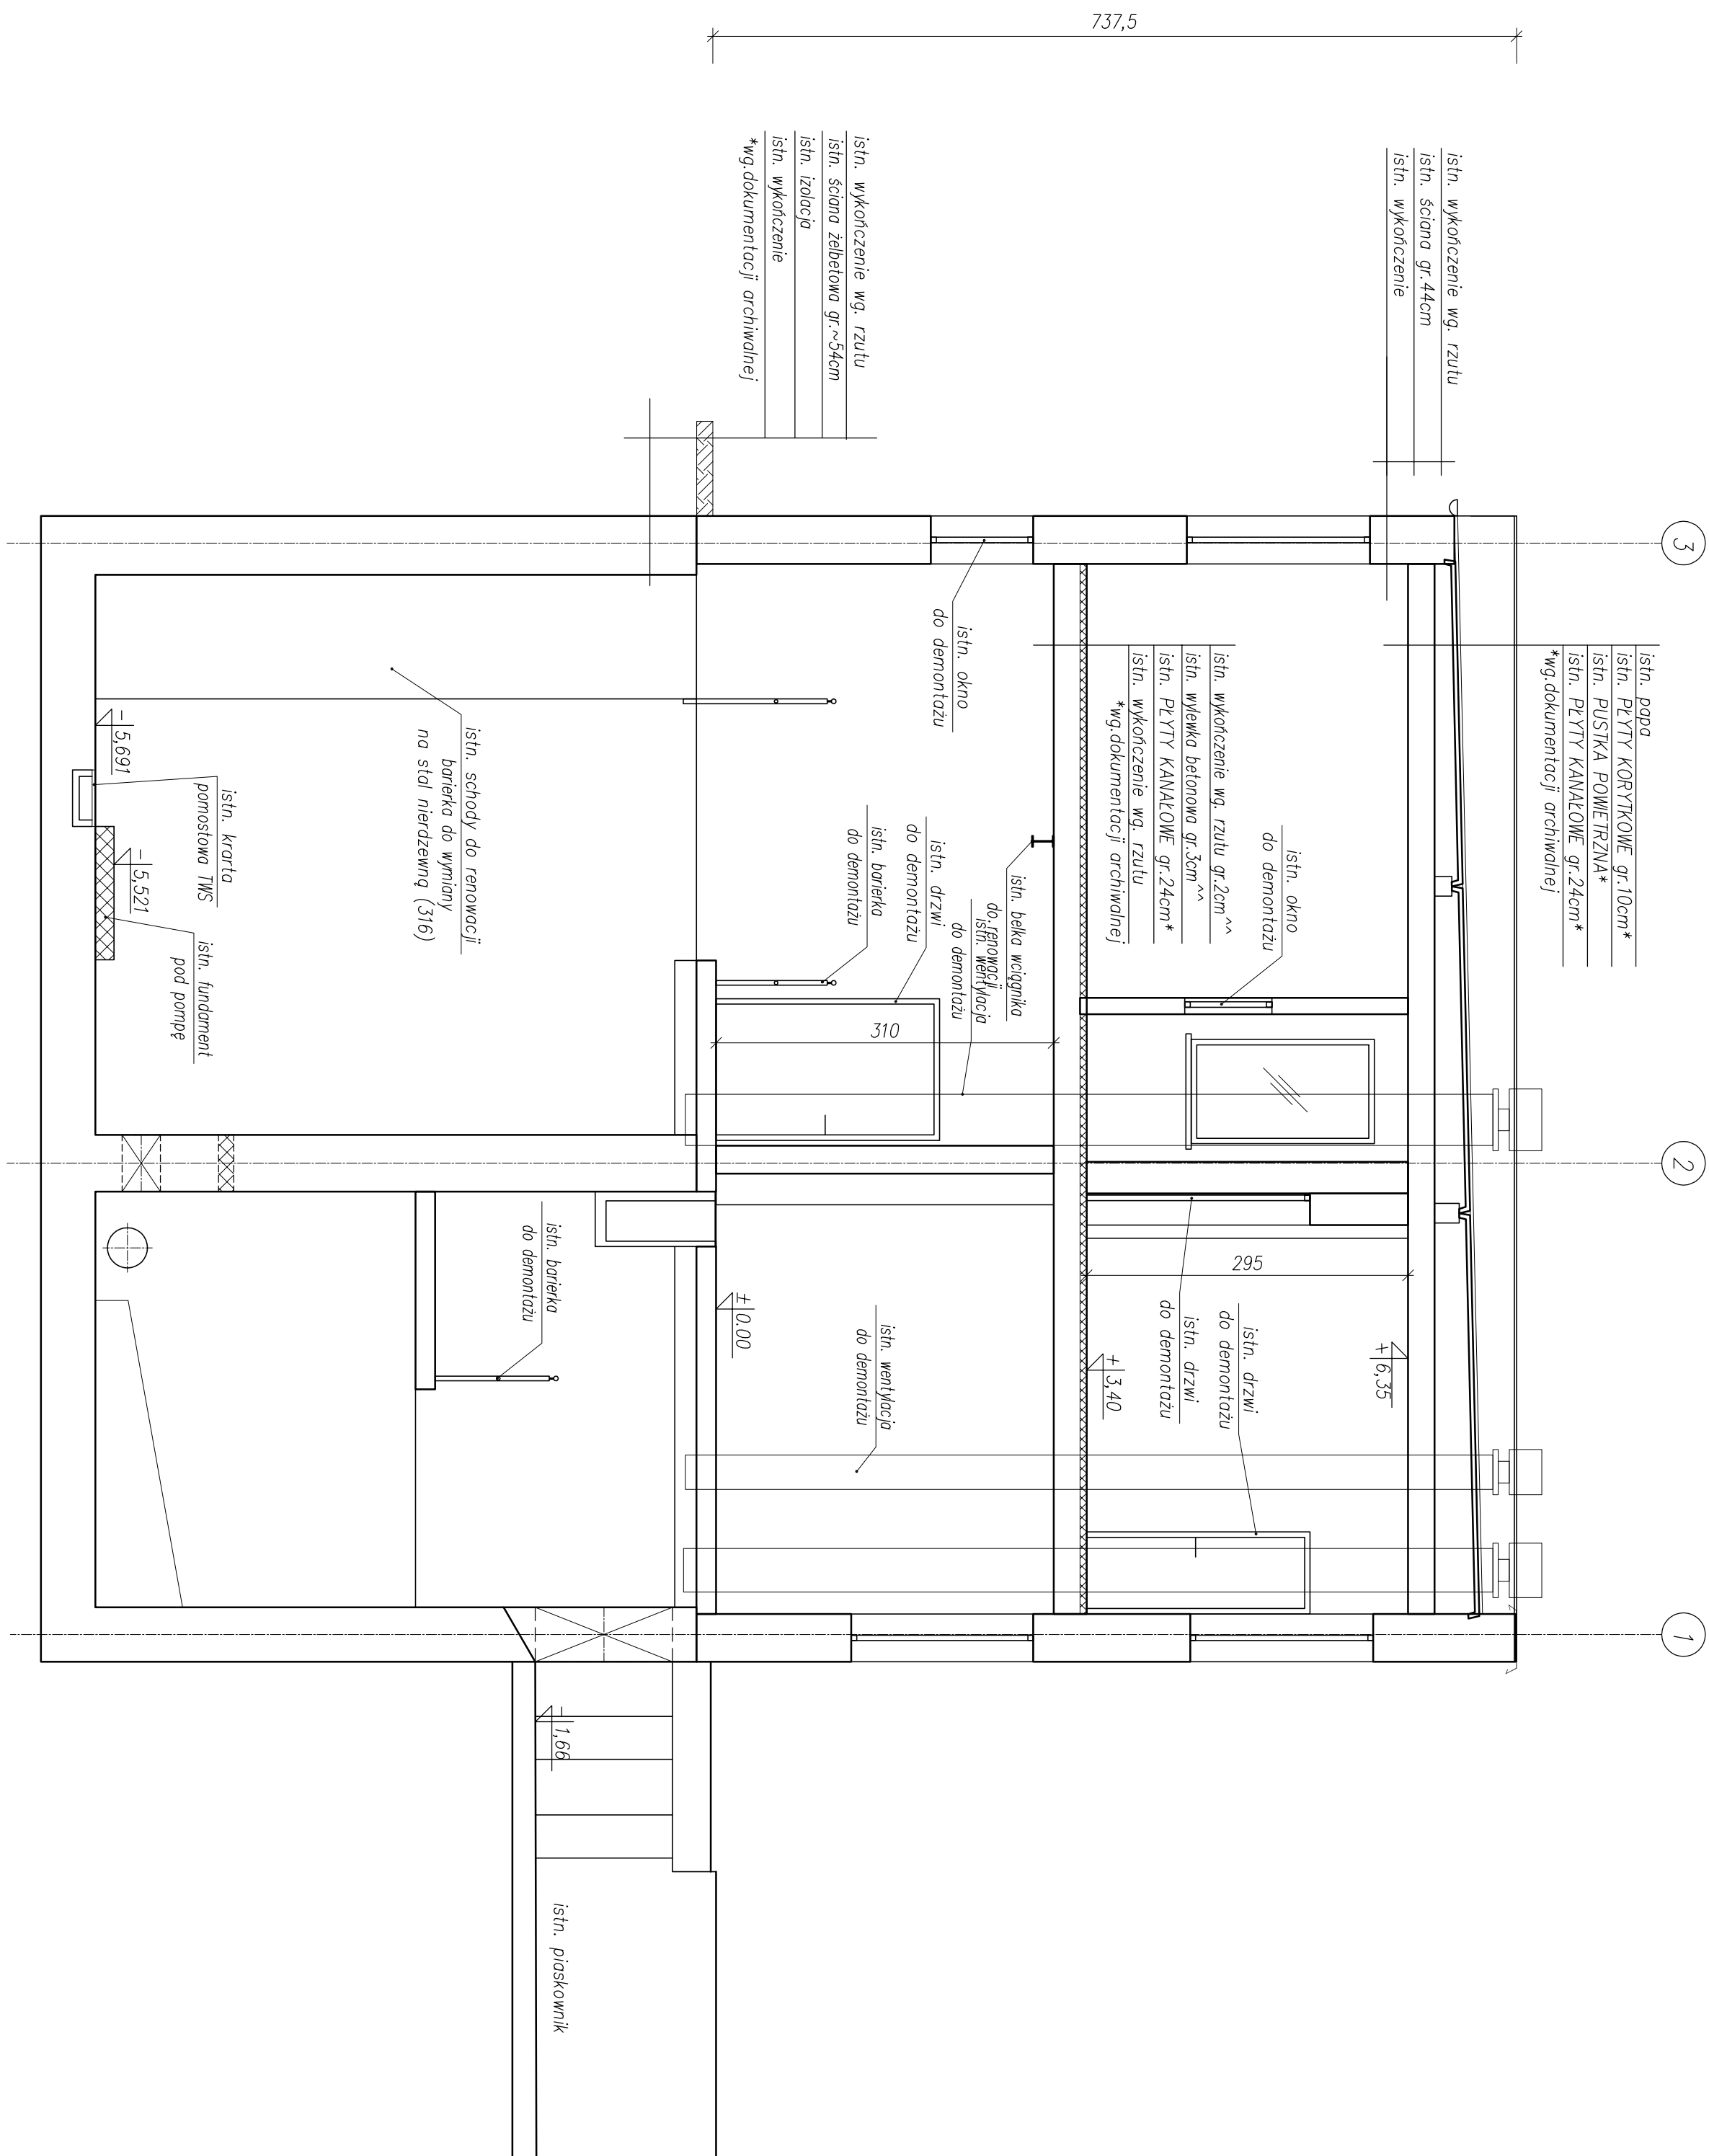 737,5
3
2
1
istn. papa
istn. PŁYTY KORYTKOWE gr.10cm*
istn. PUSTKA POWIETRZNA*
istn. PŁYTY KANAŁOWE gr.24cm*
*wg.dokumentacji archiwalnej
istn. wykończenie wg. rzutu
istn. ściana gr.44cm
istn. wykończenie
+ 6,35
istn. okno
do demontażu
istn. drzwi
do demontażu
295
istn. drzwi
do demontażu
istn. wykończenie wg. rzutu gr.2cm^^
istn. wylewka betonowa gr.3cm^^
istn. PŁYTY KANAŁOWE gr.24cm*
istn. wykończenie wg. rzutu
*wg.dokumentacji archiwalnej
+ 3,40
istn. belka wciągnika
do renowacji
istn. wentylacja
do demontażu
istn. okno
do demontażu
istn. drzwi
do demontażu
310
istn. barierka
do demontażu
istn. wentylacja
do demontażu
istn. wykończenie wg. rzutu
istn. ściana żelbetowa gr.~54cm
istn. izolacja
istn. wykończenie
*wg.dokumentacji archiwalnej
± 0.00
istn. barierka
do demontażu
istn. piaskownik
- 1,66
istn. schody do renowacji
barierka do wymiany
na stal nierdzewną (316)
istn. krarta
pomostowa TWS
istn. fundament
pod pompę
- 5,521
- 5,691